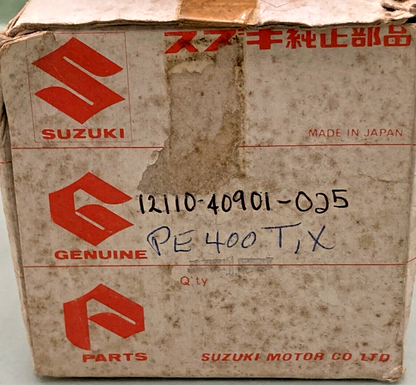 スズキ純正部品
SUZUKI
MADE IN JAPAN
12110-40901-025
GENUINE
PE400T,X
Q'ty
PARTS
SUZUKI MOTOR CO LTD